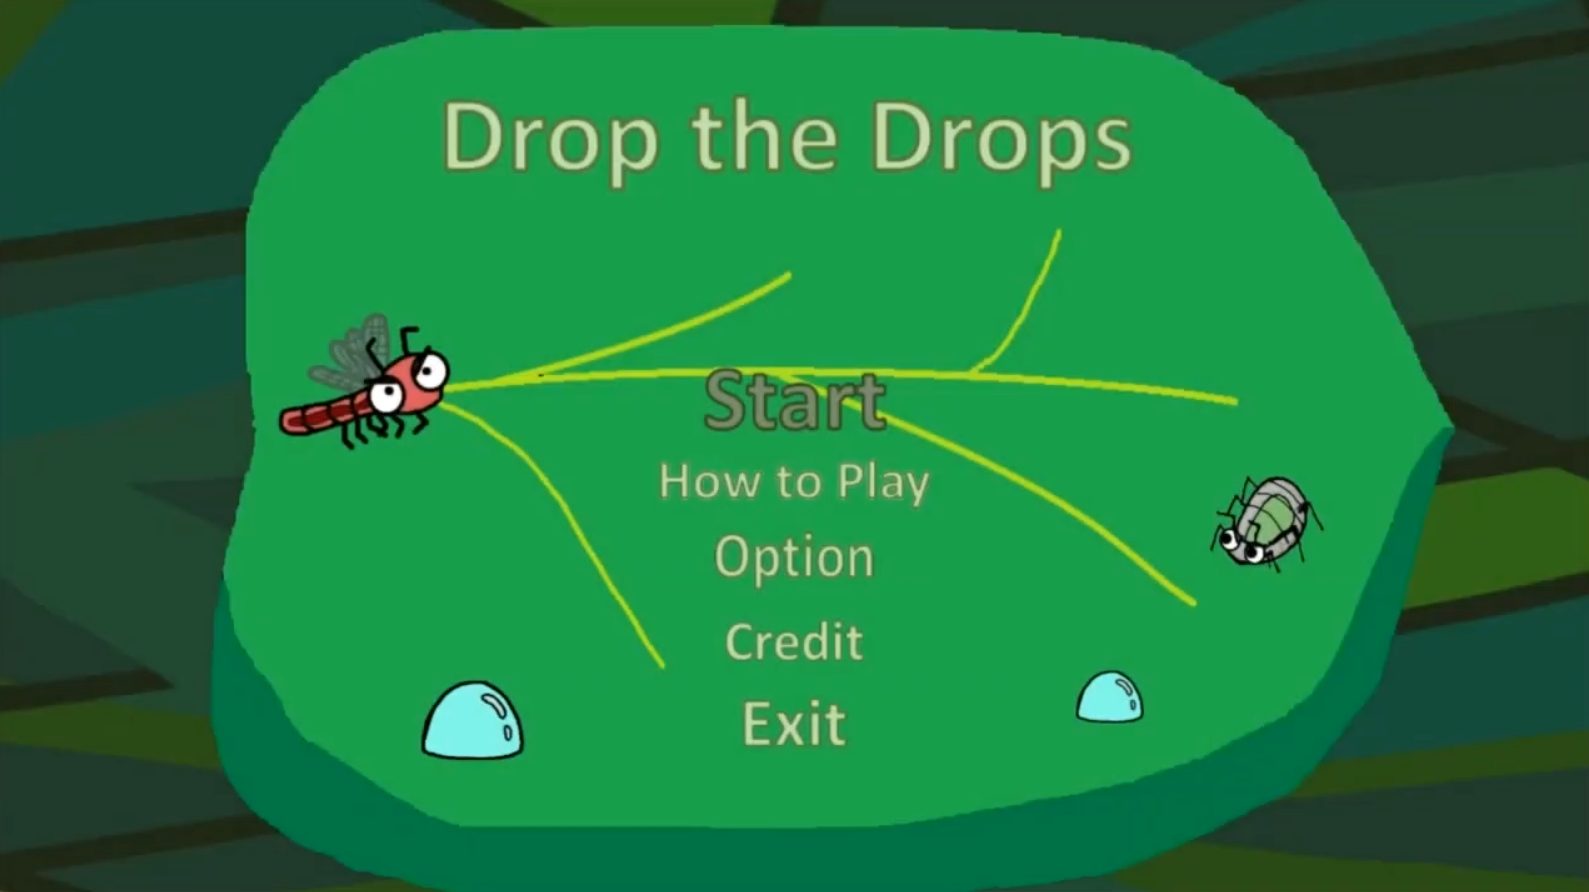 Drop the Drops
Start
How to Play
Option
Credit
Exit